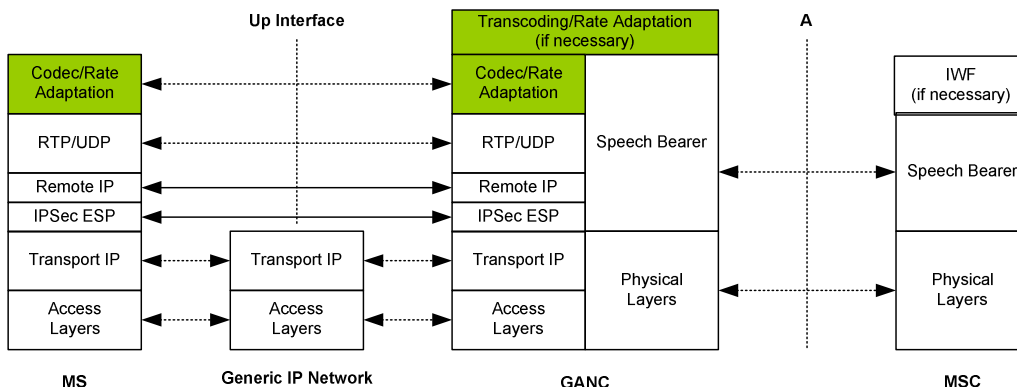 Up Interface
Transcoding/Rate Adaptation
(if necessary)
A
Codec/Rate
Adaptation
Codec/Rate
Adaptation
IWF
(if necessary)
RTP/UDP
RTP/UDP
Speech Bearer
Speech Bearer
Remote IP
Remote IP
IPSec ESP
IPSec ESP
Transport IP
Transport IP
Transport IP
Physical
Layers
Physical
Layers
Access
Layers
Access
Layers
Access
Layers
MS
Generic IP Network
GANC
MSC